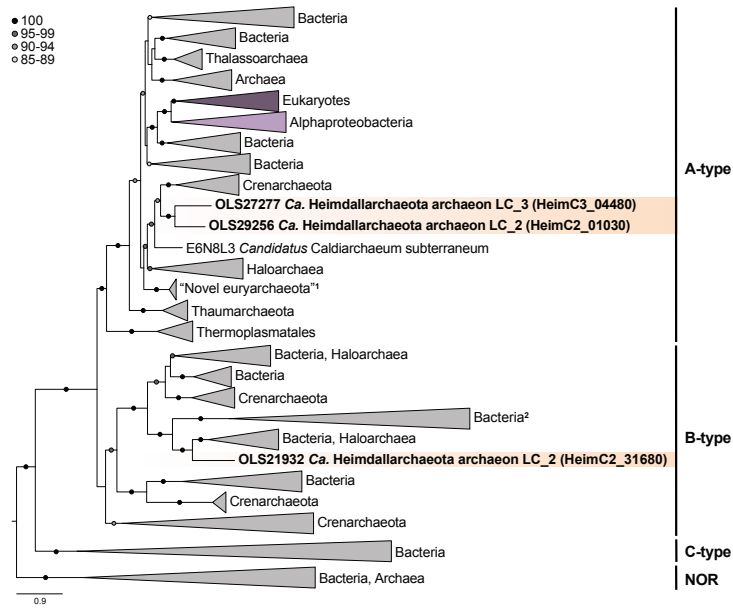 100
95-99
90-94
85-89
Bacteria
Bacteria
Thalassoarchaea
Archaea
Eukaryotes
Alphaproteobacteria
Bacteria
Bacteria
Crenarchaeota
OLS27277 Ca. Heimdallarchaeota archaeon LC_3 (HeimC3_04480)
OLS29256 Ca. Heimdallarchaeota archaeon LC_2 (HeimC2_01030)
E6N8L3 Candidatus Caldiarchaeum subterraneum
Haloarchaea
“Novel euryarchaeota”¹
Thaumarchaeota
Thermoplasmatales
A-type
Bacteria, Haloarchaea
Bacteria
Crenarchaeota
Bacteria²
Bacteria, Haloarchaea
OLS21932 Ca. Heimdallarchaeota archaeon LC_2 (HeimC2_31680)
Bacteria
Crenarchaeota
Crenarchaeota
B-type
Bacteria
C-type
Bacteria, Archaea
NOR
0.9